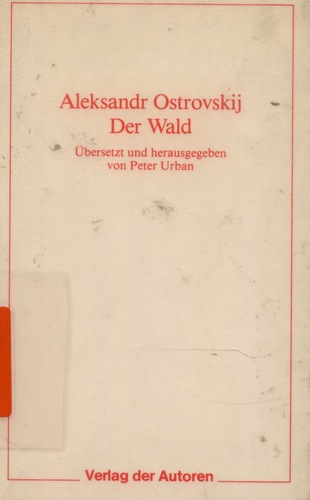 Aleksandr Ostrovskij
Der Wald
Übersetzt und herausgegeben
von Peter Urban
Verlag der Autoren